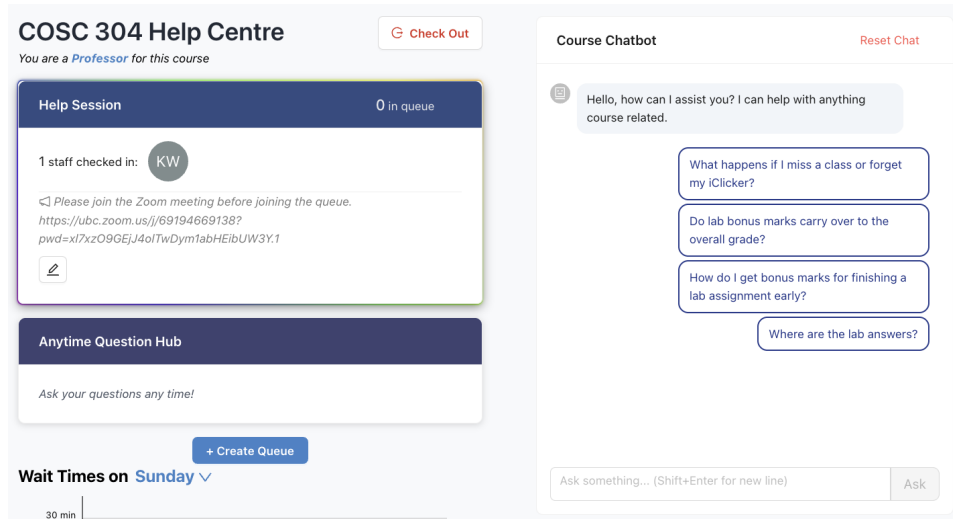 COSC 304 Help Centre
Check Out
You are a Professor for this course
Help Session
0 in queue
1 staff checked in:
KW
Please join the Zoom meeting before joining the queue.
https://ubc.zoom.us/j/69194669138?
pwd=xl7xzO9GEjJ4olTwDym1abHEibUW3Y.1
Anytime Question Hub
Ask your questions any time!
+ Create Queue
Wait Times on Sunday
30 min
Course Chatbot
Reset Chat
Hello, how can I assist you? I can help with anything
course related.
What happens if I miss a class or forget
my iClicker?
Do lab bonus marks carry over to the
overall grade?
How do I get bonus marks for finishing a
lab assignment early?
Where are the lab answers?
Ask something... (Shift+Enter for new line)
Ask